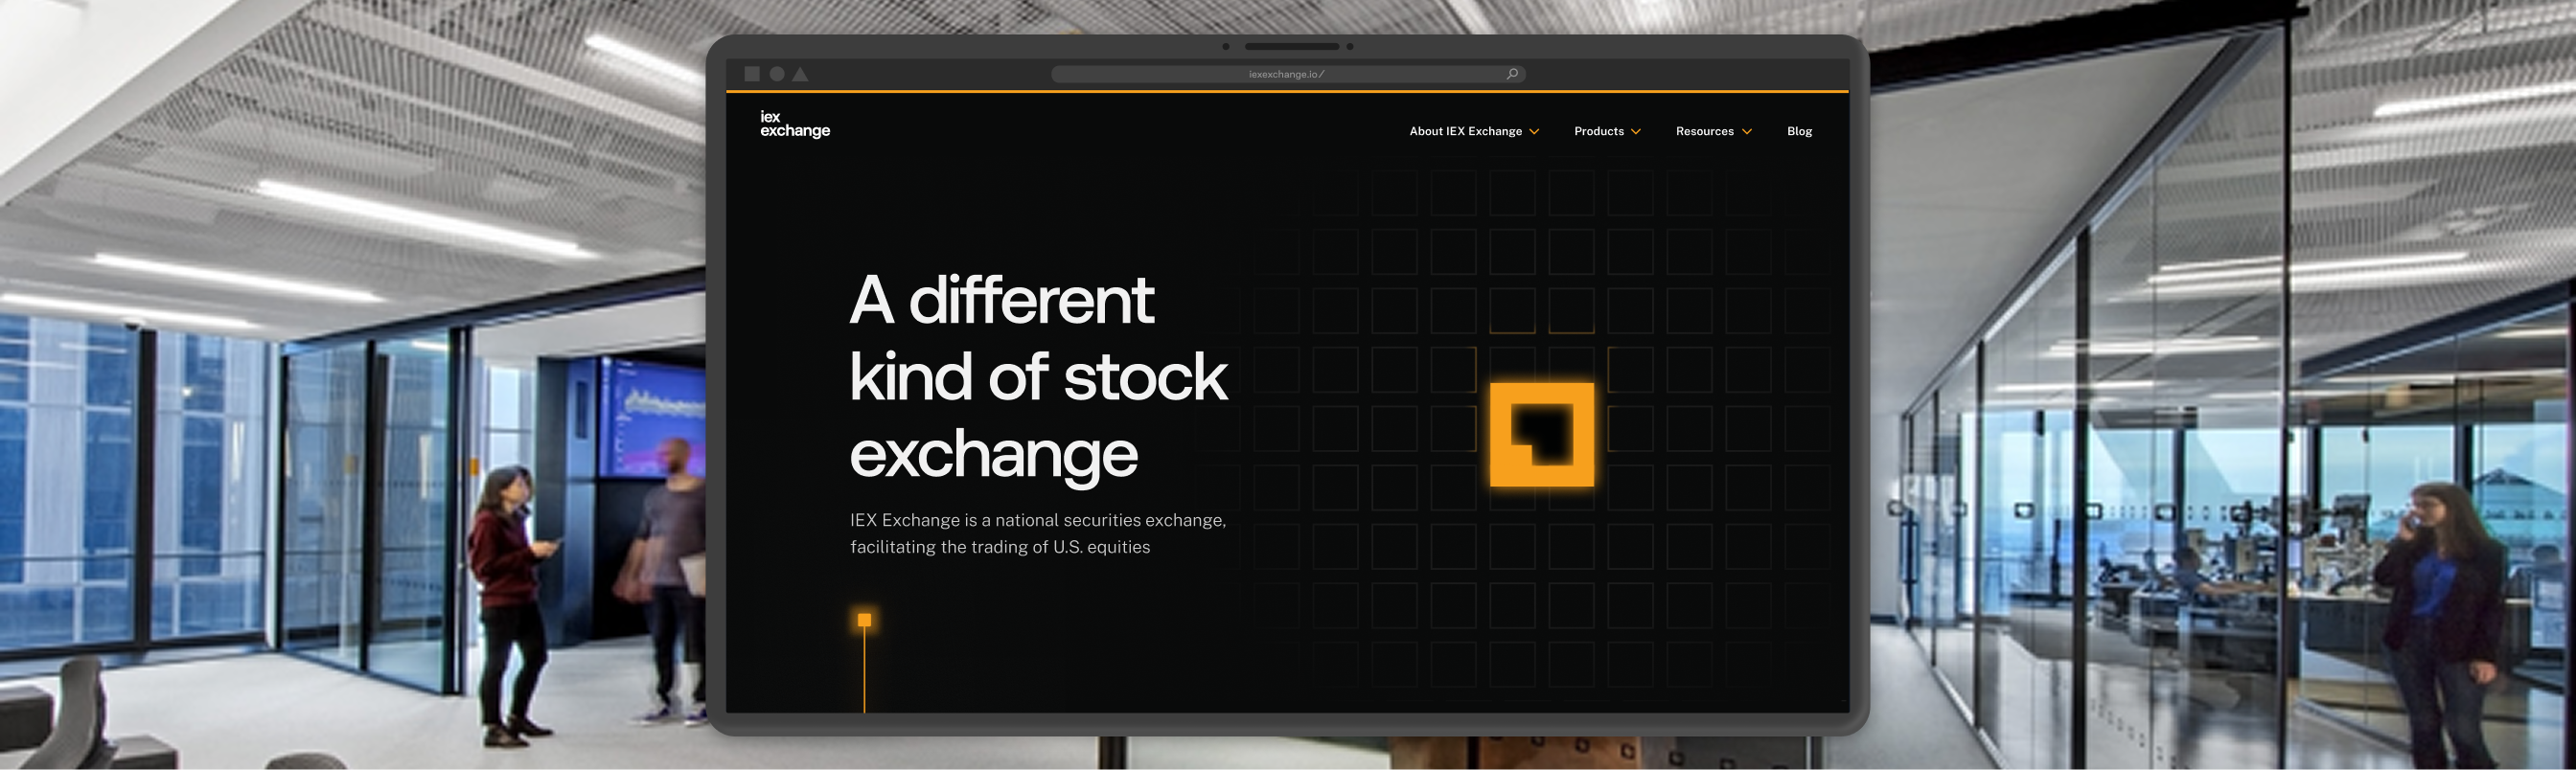 iexexchange.io/
iex
exchange
About IEX Exchange
Products
Resources
Blog
A different
kind of stock
exchange
IEX Exchange is a national securities exchange,
facilitating the trading of U.S. equities